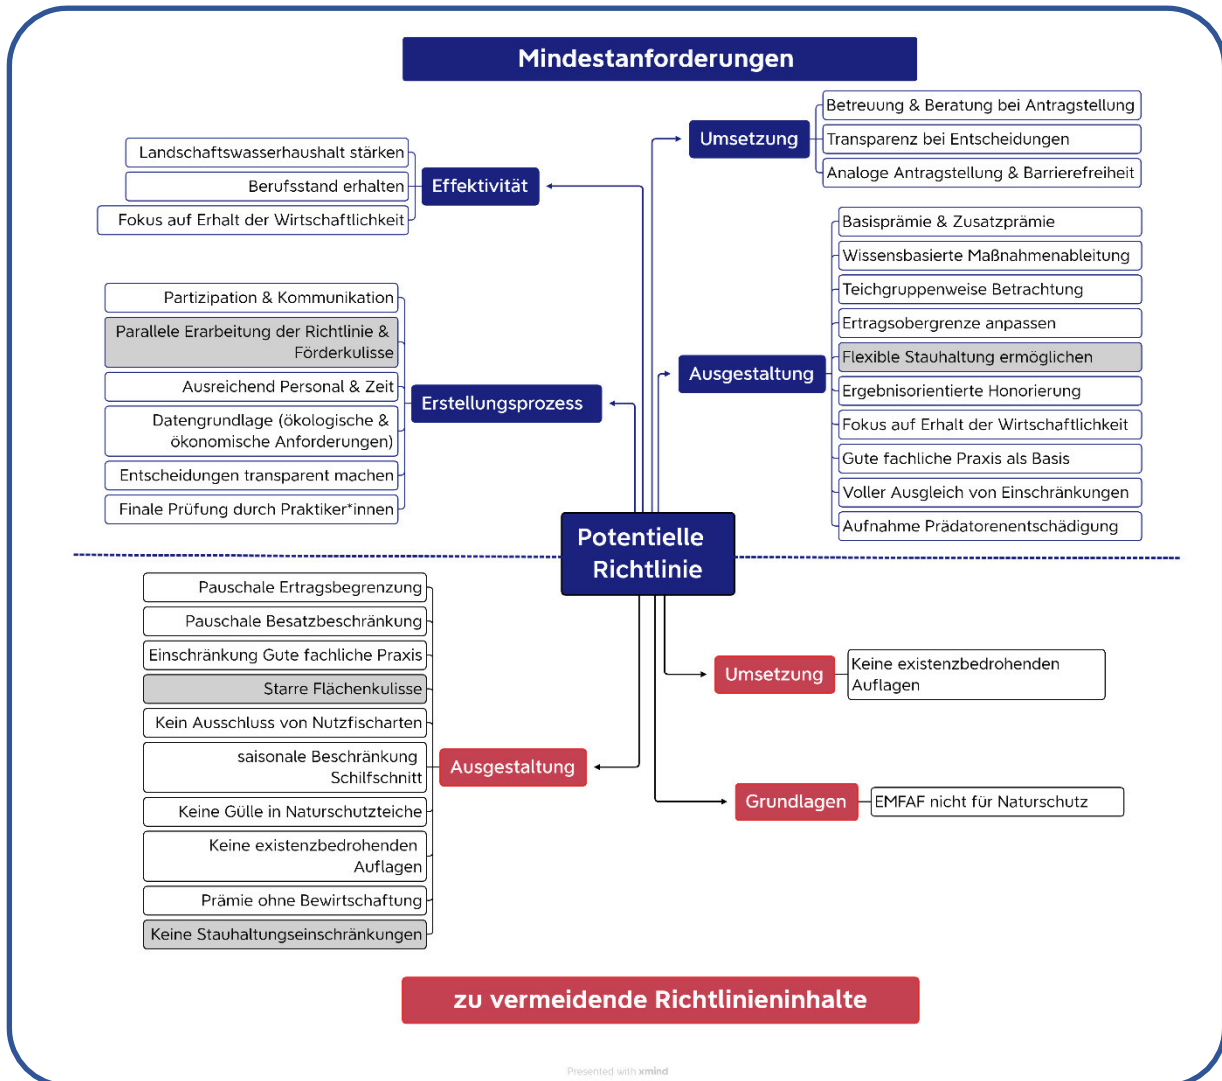 Mindestanforderungen
Umsetzung
Betreuung & Beratung bei Antragstellung
Transparenz bei Entscheidungen
Analoge Antragstellung & Barrierefreiheit
Landschaftswasserhaushalt stärken
Berufsstand erhalten
Fokus auf Erhalt der Wirtschaftlichkeit
Effektivität
Basisprämie & Zusatzprämie
Wissensbasierte Maßnahmenableitung
Teichgruppenweise Betrachtung
Ertragsobergrenze anpassen
Flexible Stauhaltung ermöglichen
Ergebnisorientierte Honorierung
Fokus auf Erhalt der Wirtschaftlichkeit
Gute fachliche Praxis als Basis
Voller Ausgleich von Einschränkungen
Aufnahme Prädatorenentschädigung
Ausgestaltung
Partizipation & Kommunikation
Parallele Erarbeitung der Richtlinie &
Förderkulisse
Ausreichend Personal & Zeit
Datengrundlage (ökologische &
ökonomische Anforderungen)
Entscheidungen transparent machen
Finale Prüfung durch Praktiker*innen
Erstellungsprozess
Potentielle
Richtlinie
Pauschale Ertragsbegrenzung
Pauschale Besatzbeschränkung
Einschränkung Gute fachliche Praxis
Starre Flächenkulisse
Kein Ausschluss von Nutzfischarten
saisonale Beschränkung
Schilfschnitt
Keine Gülle in Naturschutzteiche
Keine existenzbedrohenden
Auflagen
Prämie ohne Bewirtschaftung
Keine Stauhaltungseinschränkungen
Ausgestaltung
Umsetzung
Keine existenzbedrohenden
Auflagen
Grundlagen
EMFAF nicht für Naturschutz
zu vermeidende Richtlinieninhalte
Presented with xmind